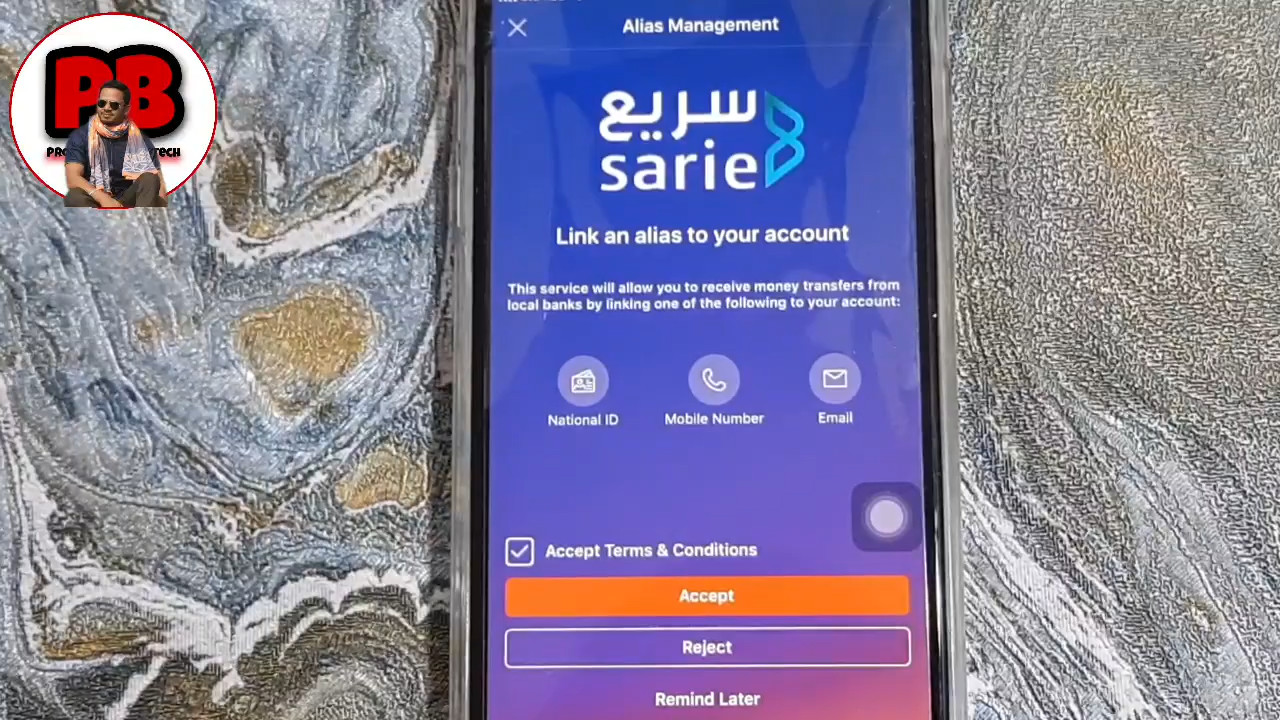 PB
Alias Management
سريع
sarie
Link an alias to your account
This service will allow you to receive money transfers from
local banks by linking one of the following to your account:
National ID
Mobile Number
Email
Accept Terms & Conditions
Accept
Reject
Remind Later